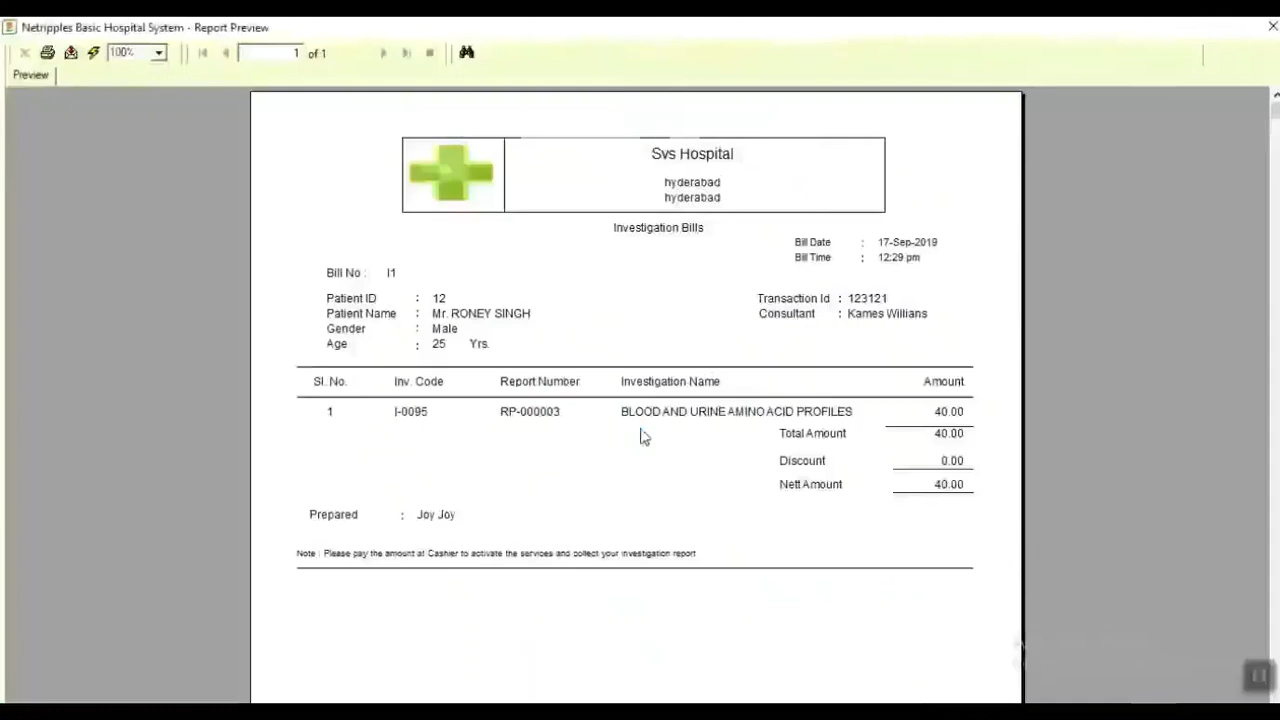 Netripples Basic Hospital System - Report Preview
100% 1 of 1
Preview
Svs Hospital
hyderabad
hyderabad
Investigation Bills
Bill Date : 17-Sep-2019
Bill Time : 12:29 pm
Bill No : I1
Patient ID : 12 Transaction Id : 123121
Patient Name : Mr. RONEY SINGH Consultant : Kames Willians
Gender : Male
Age : 25 Yrs.
Sl. No. Inv. Code Report Number Investigation Name Amount
1 I-0095 RP-000003 BLOOD AND URINE AMINO ACID PROFILES 40.00
Total Amount 40.00
Discount 0.00
Nett Amount 40.00
Prepared : Joy Joy
Note : Please pay the amount at Cashier to activate the services and collect your investigation report